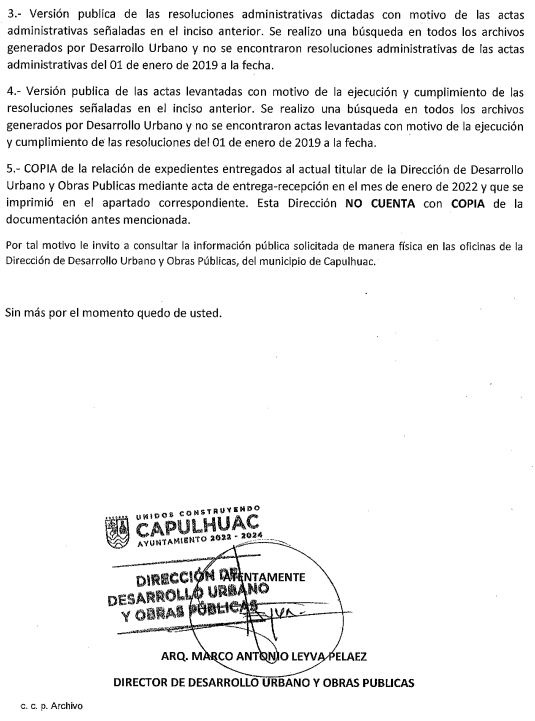 3.- Versión publica de las resoluciones administrativas dictadas con motivo de las actas
administrativas señaladas en el inciso anterior. Se realizo una búsqueda en todos los archivos
generados por Desarrollo Urbano y no se encontraron resoluciones administrativas de las actas
administrativas del 01 de enero de 2019 a la fecha.
4.- Versión publica de las actas levantadas con motivo de la ejecución y cumplimiento de las
resoluciones señaladas en el inciso anterior. Se realizo una búsqueda en todos los archivos
generados por Desarrollo Urbano y no se encontraron actas levantadas con motivo de la ejecución
y cumplimiento de las resoluciones del 01 de enero de 2019 a la fecha.
5.- COPIA de la relación de expedientes entregados al actual titular de la Dirección de Desarrollo
Urbano y Obras Publicas mediante acta de entrega-recepción en el mes de enero de 2022 y que se
imprimió en el apartado correspondiente. Esta Dirección NO CUENTA con COPIA de la
documentación antes mencionada.
Por tal motivo le invito a consultar la información pública solicitada de manera física en las oficinas de la
Dirección de Desarrollo Urbano y Obras Públicas, del municipio de Capulhuac.
Sin más por el momento quedo de usted.
UNIDOS CONSTRUYENDO
CAPULHUAC
AYUNTAMIENTO 2022 - 2024
DIRECCIÓN DE
ATENTAMENTE
DESARROLLO URBANO
Y OBRAS PÚBLICAS
ARQ. MARCO ANTONIO LEYVA PELAEZ
DIRECTOR DE DESARROLLO URBANO Y OBRAS PUBLICAS
c. c. p. Archivo